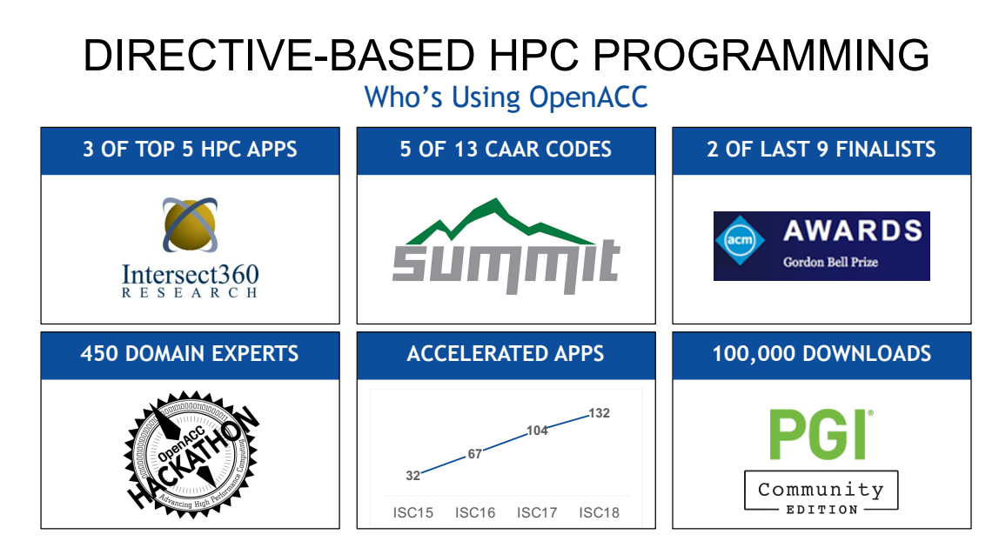 DIRECTIVE-BASED HPC PROGRAMMING
Who's Using OpenACC
3 OF TOP 5 HPC APPS
Intersect360
RESEARCH
5 OF 13 CAAR CODES
summit
2 OF LAST 9 FINALISTS
acm
AWARDS
Gordon Bell Prize
450 DOMAIN EXPERTS
OpenACC
HACKATHON
Advancing High Performance Computing
ACCELERATED APPS
32
67
104
132
ISC15 ISC16 ISC17 ISC18
100,000 DOWNLOADS
PGI®
Community
EDITION